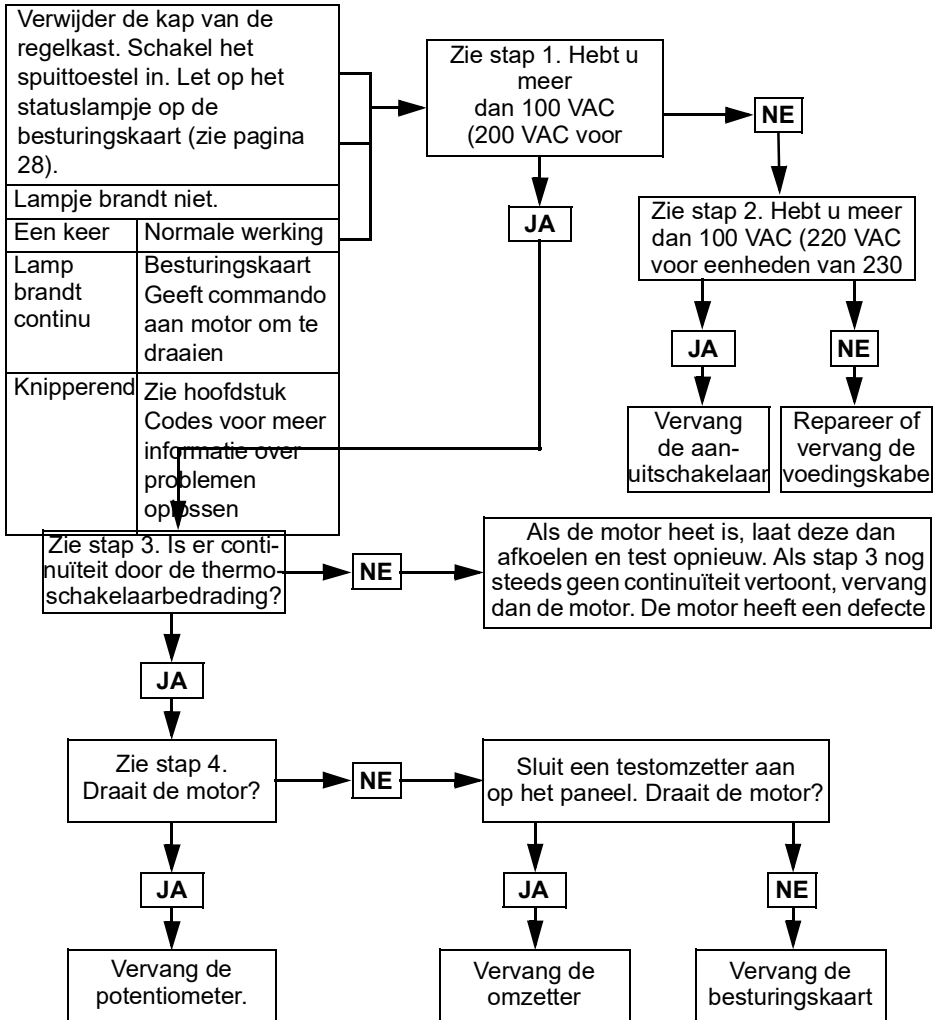 Verwijder de kap van de
regelkast. Schakel het
spuittoestel in. Let op het
statuslampje op de
besturingskaart (zie pagina
28).
Lampje brandt niet.
Een keer
Normale werking
Lamp
brandt
continu
Besturingskaart
Geeft commando
aan motor om te
draaien
Knipperend
Zie hoofdstuk
Codes voor meer
informatie over
problemen
oplossen
Zie stap 1. Hebt u
meer
dan 100 VAC
(200 VAC voor
NE
JA
Zie stap 2. Hebt u meer
dan 100 VAC (220 VAC
voor eenheden van 230
JA
NE
Vervang
de aan-
uitschakelaar
Repareer of
vervang de
voedingskabe
Zie stap 3. Is er conti-
nuïteit door de thermo-
schakelaarbedrading?
NE
Als de motor heet is, laat deze dan
afkoelen en test opnieuw. Als stap 3 nog
steeds geen continuïteit vertoont, vervang
dan de motor. De motor heeft een defecte
JA
Zie stap 4.
Draait de motor?
NE
Sluit een testomzetter aan
op het paneel. Draait de motor?
JA
JA
NE
Vervang de
potentiometer.
Vervang de
omzetter
Vervang de
besturingskaart